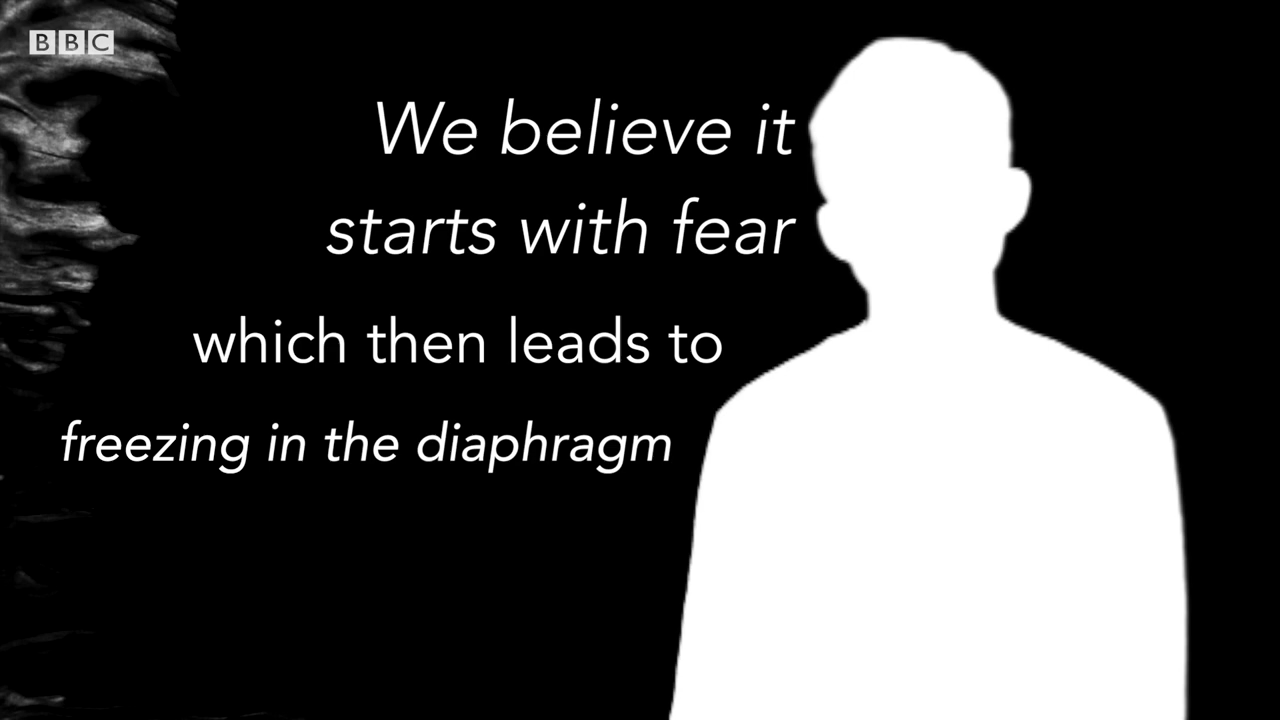 BBC
We believe it
starts with fear
which then leads to
freezing in the diaphragm